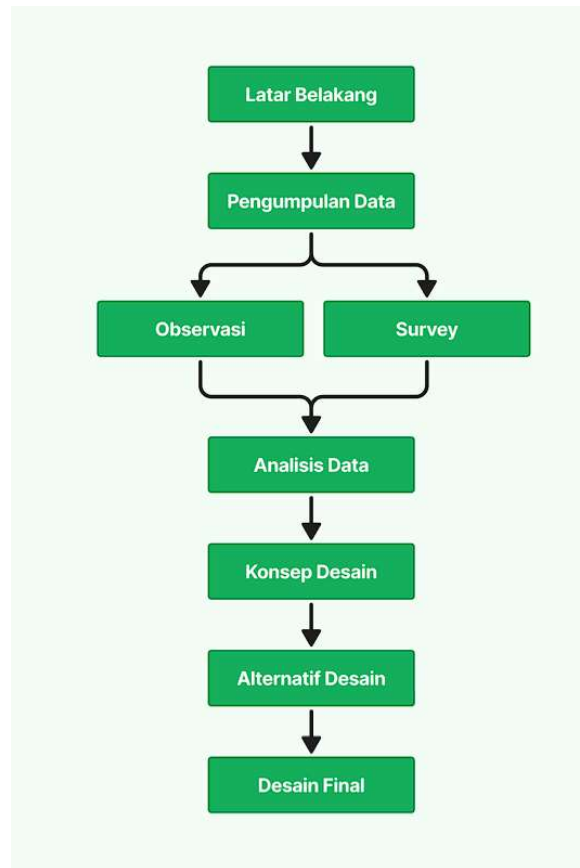 Latar Belakang
Pengumpulan Data
Observasi
Survey
Analisis Data
Konsep Desain
Alternatif Desain
Desain Final